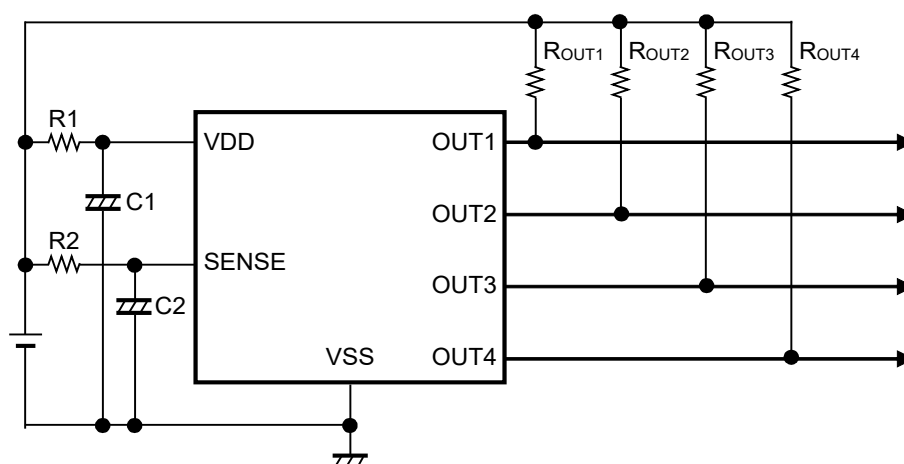 ROUT1 ROUT2 ROUT3 ROUT4
R1
VDD OUT1
C1
OUT2
R2
SENSE
OUT3
C2
VSS OUT4